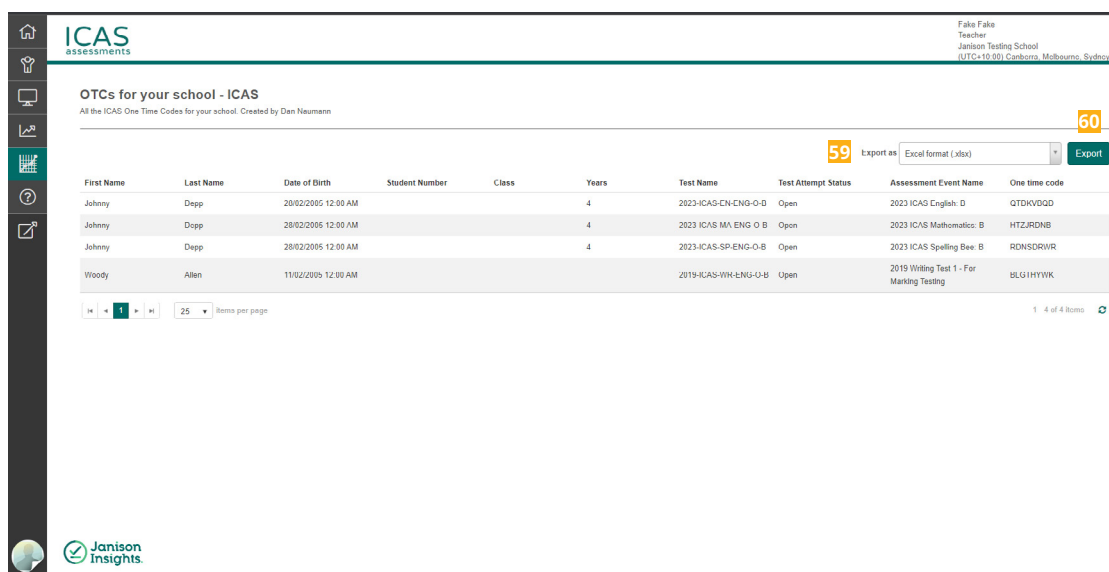 ICAS
assessments
Fake Fake
Teacher
Janison Testing School
(UTC+10:00) Canberra, Melbourne, Sydney
OTCs for your school - ICAS
All the ICAS One Time Codes for your school. Created by Dan Naumann
60
59 Export as Excel format (.xlsx) Export
First Name Last Name Date of Birth Student Number Class Years Test Name Test Attempt Status Assessment Event Name One time code
Johnny Depp 28/02/2005 12:00 AM 4 2023-ICAS-EN-ENG-O-B Open 2023 ICAS English: B QTDKVBQD
Johnny Depp 28/02/2005 12:00 AM 4 2023-ICAS-MA-ENG-O-B Open 2023 ICAS Mathematics: B HTZJRDNB
Johnny Depp 28/02/2005 12:00 AM 4 2023-ICAS-SP-ENG-O-B Open 2023 ICAS Spelling Bee: B RDNSDRWR
Woody Allen 11/02/2005 12:00 AM 2019-ICAS-WR-ENG-O-B Open 2019 Writing Test 1 - For
Marking Testing
1 25 items per page 1 - 4 of 4 items
Janison
Insights.